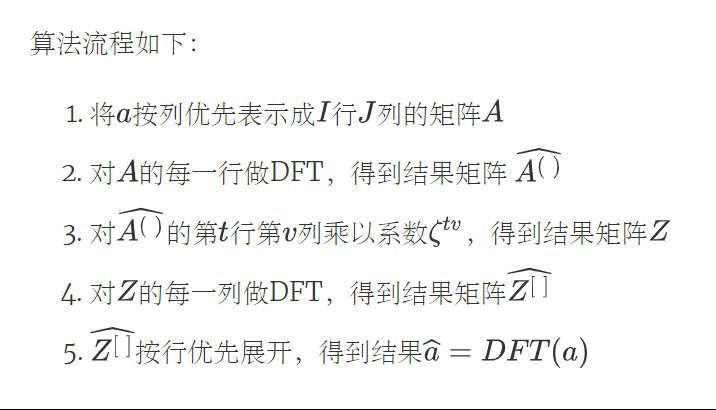 算法流程如下：
1. 将$a$按列优先表示成$I$行$J$列的矩阵$A$
2. 对$A$的每一行做DFT，得到结果矩阵 $\widehat{A^{()}}$
3. 对$\widehat{A^{()}}$的第$t$行第$v$列乘以系数$\zeta^{tv}$，得到结果矩阵$Z$
4. 对$Z$的每一列做DFT，得到结果矩阵$\widehat{Z^{[]}}$
5. $\widehat{Z^{[]}}$按行优先展开，得到结果$\widehat{a} = DFT(a)$